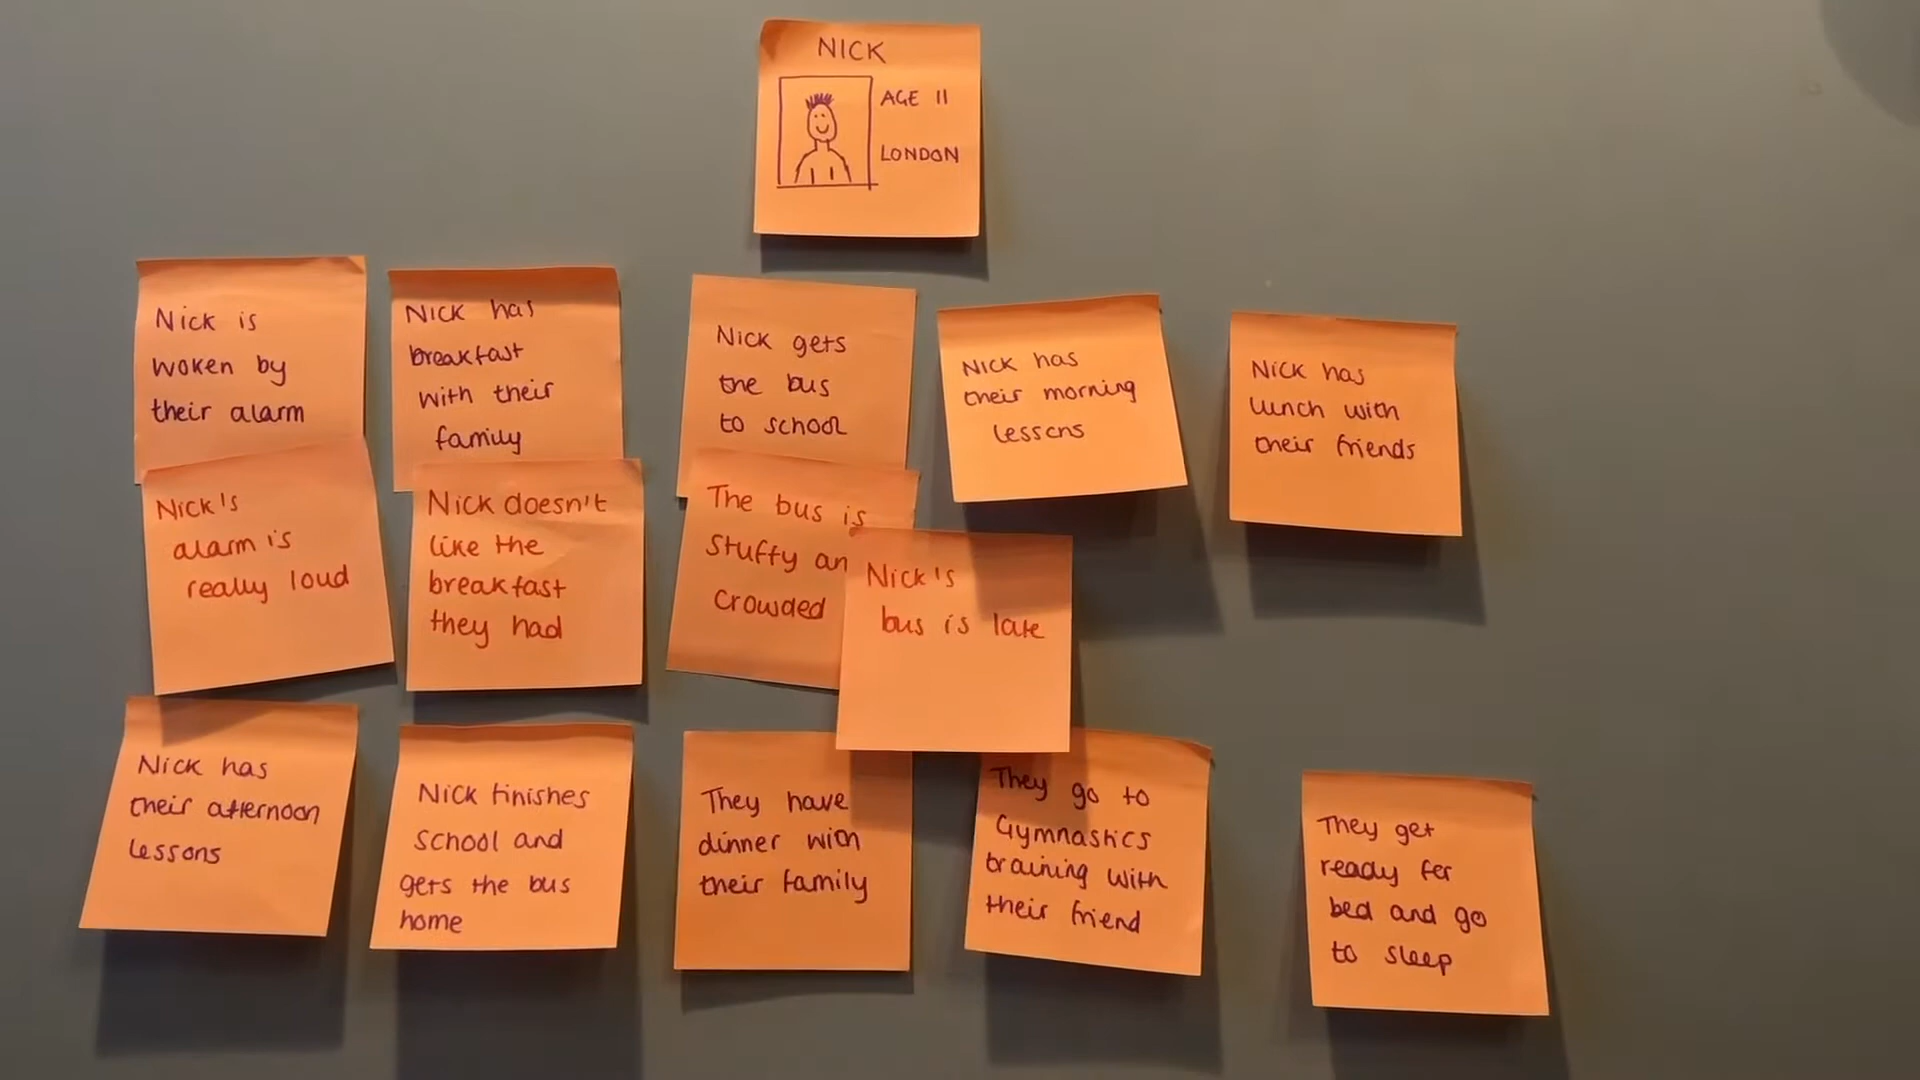 NICK
AGE 11
LONDON
Nick is
woken by
their alarm
Nick has
breakfast
with their
family
Nick gets
the bus
to school
Nick has
their morning
lessons
Nick has
lunch with
their friends
Nick's
alarm is
really loud
Nick doesn't
like the
breakfast
they had
The bus is
stuffy an
crowded
Nick's
bus is late
Nick has
their afternoon
lessons
Nick finishes
school and
gets the bus
home
They have
dinner with
their family
They go to
Gymnastics
training with
their friend
They get
ready for
bed and go
to sleep